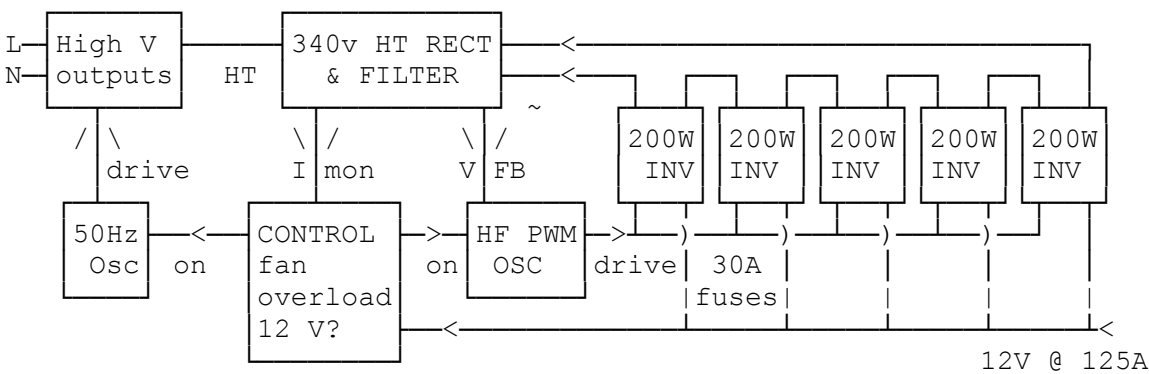 L High V 340v HT RECT <
N outputs HT & FILTER <
~
/ \ \ / \ / 200W 200W 200W 200W 200W
drive I mon V FB INV INV INV INV INV
50Hz < CONTROL > HF PWM > ) ) ) )
Osc on fan on OSC drive 30A
overload fuses
12 V? < <
12V @ 125A